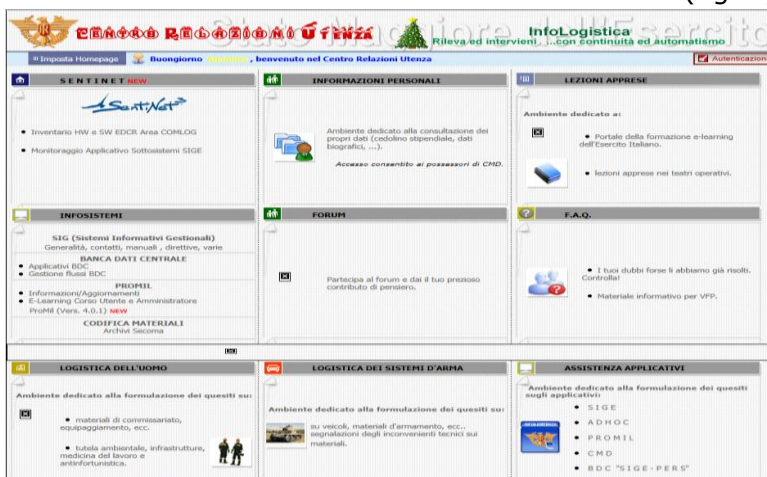 (
Stato Maggiore dell'Esercito
CENTRO RELAZIONI UTENZA
InfoLogistica
Rileva ed intervieni ....con continuità ed automatismo
Imposta Homepage
Buongiorno , benvenuto nel Centro Relazioni Utenza
Autenticazion
SENTINET NEW
SentiNet³
Inventario HW e SW EDCR Area COMLOG
Monitoraggio Applicativo Sottosistemi SIGE
INFORMAZIONI PERSONALI
Ambiente dedicato alla consultazione dei
propri dati (cedolino stipendiale, dati
biografici, ...).
Accesso consentito ai possessori di CMD.
LEZIONI APPRESE
Ambiente dedicato a:
Portale della formazione e-learning
dell'Esercito Italiano.
lezioni apprese nei teatri operativi.
INFOSISTEMI
SIG (Sistemi Informativi Gestionali)
Generalità, contatti, manuali , direttive, varie
BANCA DATI CENTRALE
Applicativi BDC
Gestione flussi BDC
PROMIL
Informazioni/Aggiornamenti
E-Learning Corso Utente e Amministratore
ProMil (Vers. 4.0.1) NEW
CODIFICA MATERIALI
Archivi Secoma
FORUM
Partecipa al forum e dai il tuo prezioso
contributo di pensiero.
F.A.Q.
I tuoi dubbi forse li abbiamo già risolti.
Controlla!
Materiale informativo per VFP.
LOGISTICA DELL'UOMO
Ambiente dedicato alla formulazione dei quesiti su:
materiali di commissariato,
equipaggiamento, ecc.
tutela ambientale, infrastrutture,
medicina del lavoro e
antinfortunistica.
LOGISTICA DEI SISTEMI D'ARMA
Ambiente dedicato alla formulazione dei quesiti su:
su veicoli, materiali d'armamento, ecc..
segnalazioni degli inconvenienti tecnici sui
materiali.
ASSISTENZA APPLICATIVI
Ambiente dedicato alla formulazione dei quesiti
sugli applicativi:
SIGE
ADHOC
PROMIL
CMD
BDC "SIGE-PERS"